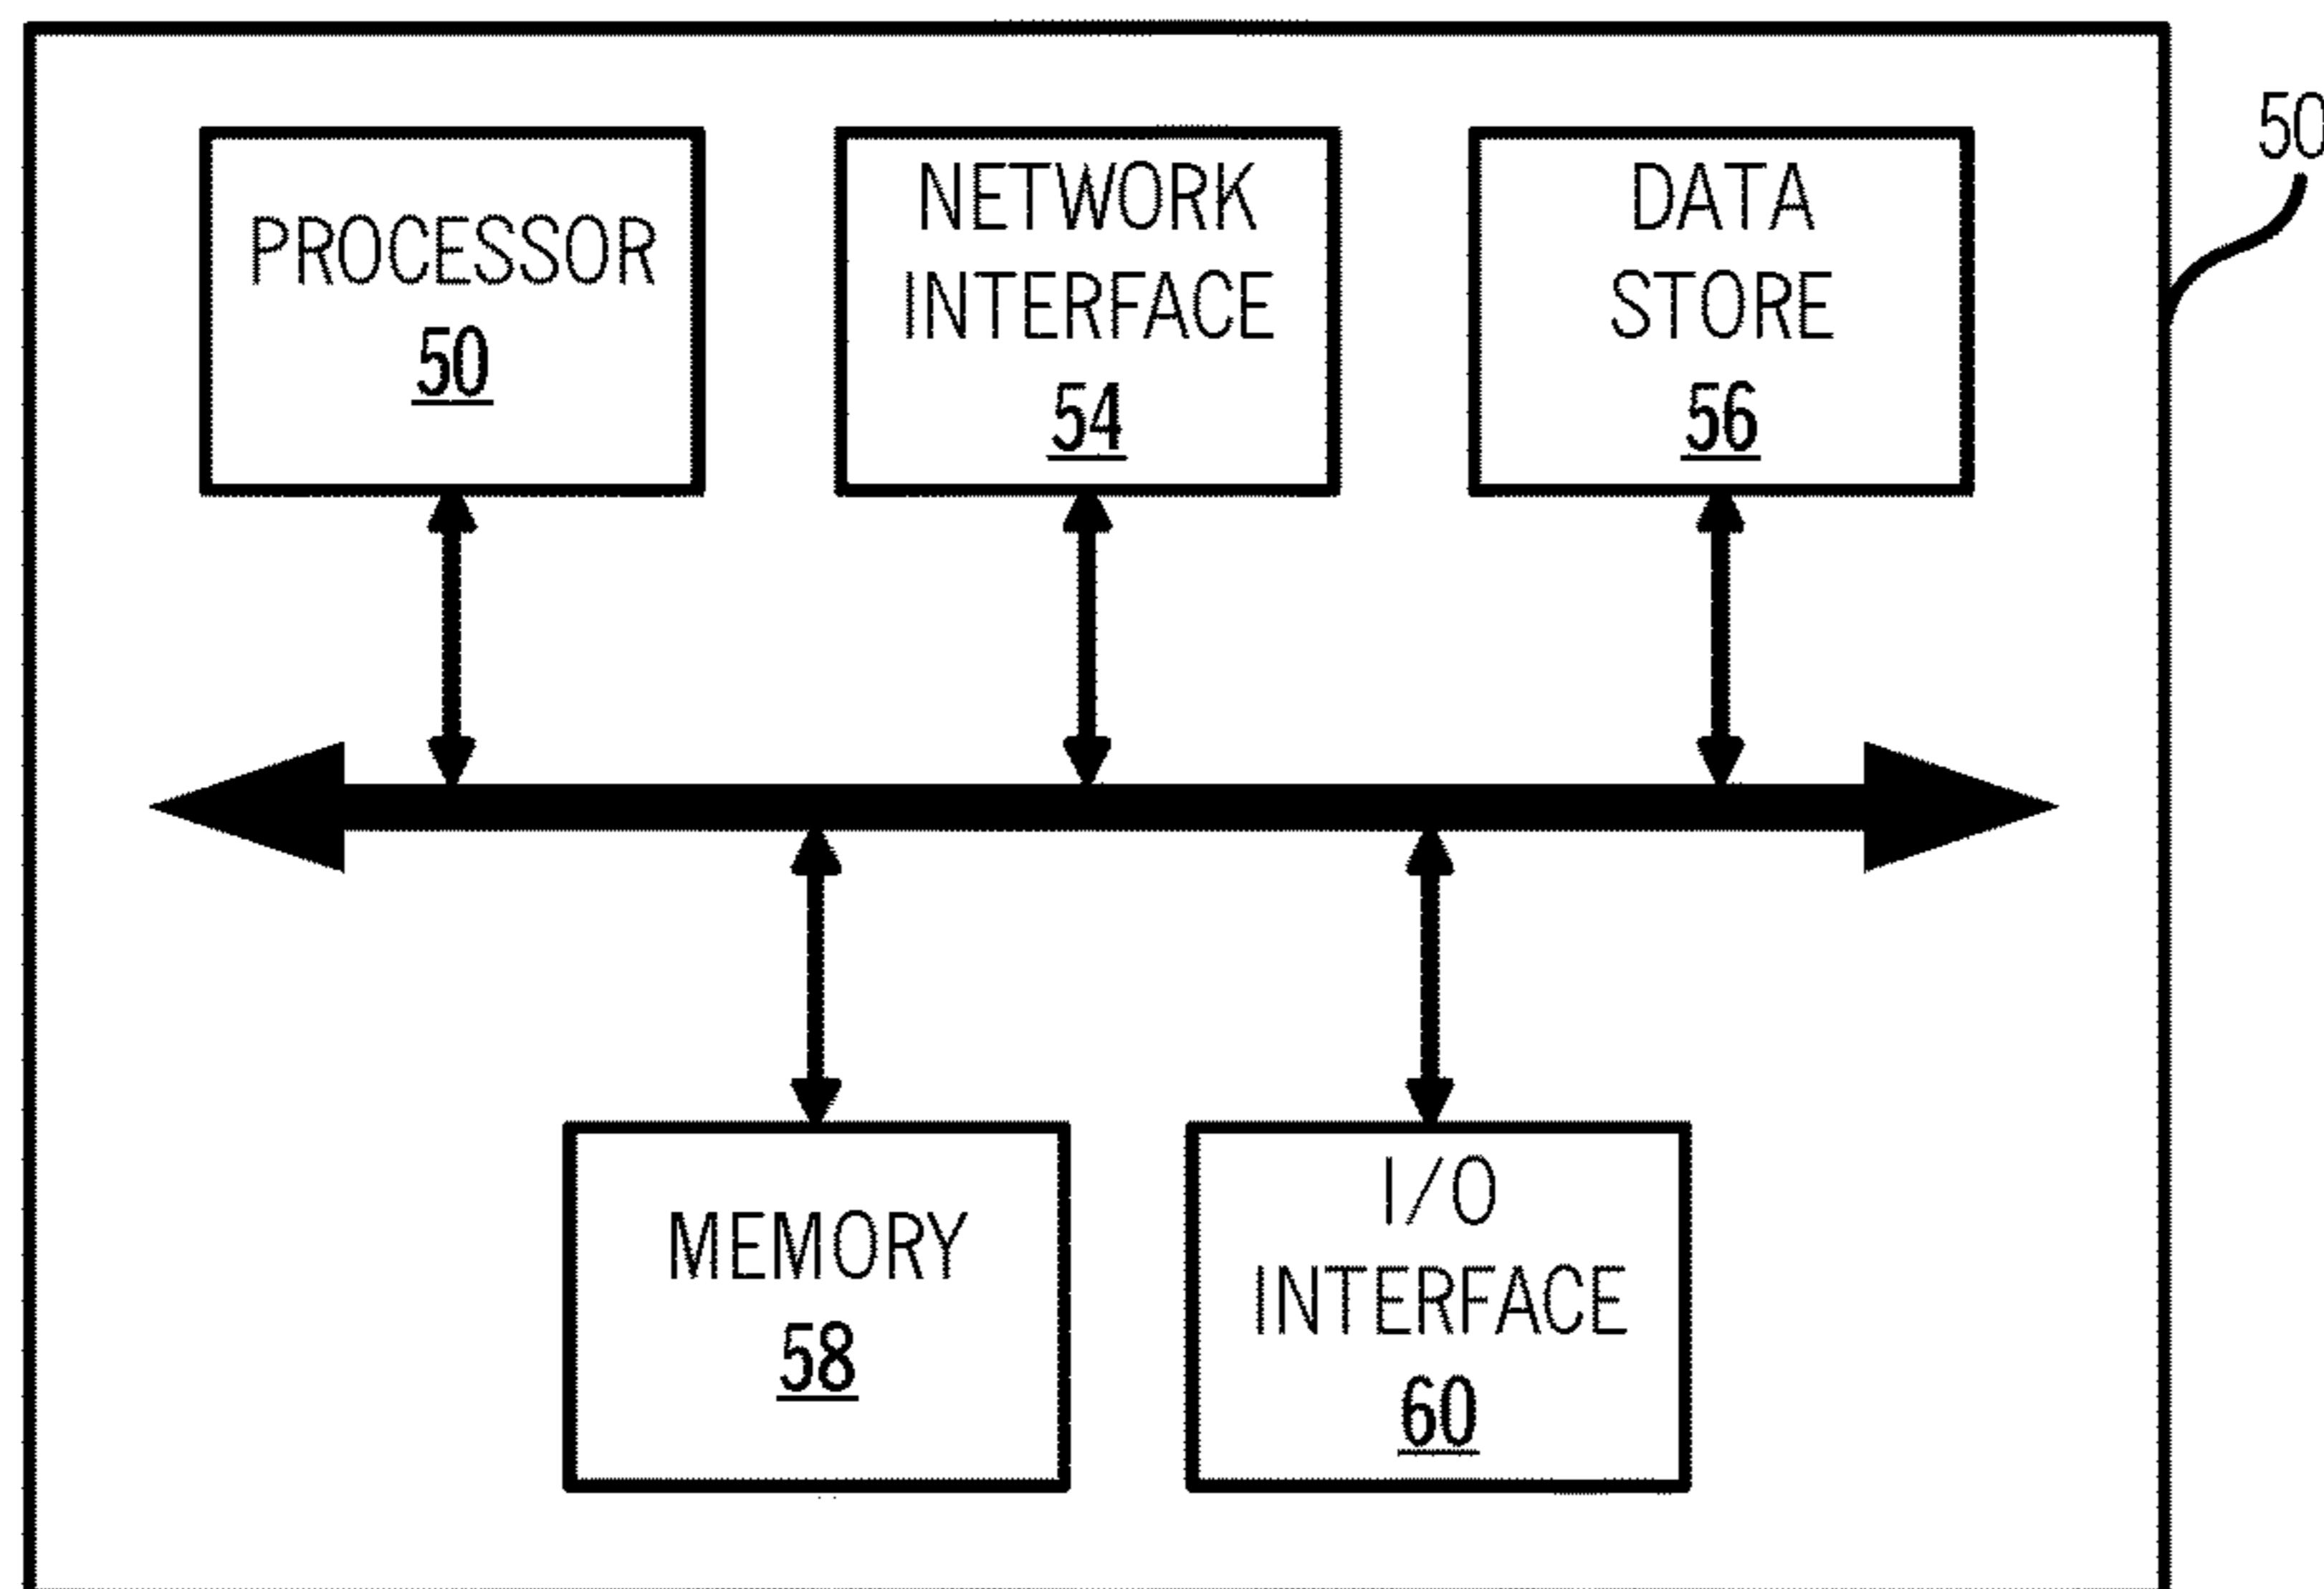 PROCESSOR
50
NETWORK
INTERFACE
54
DATA
STORE
56
50
MEMORY
58
I/O
INTERFACE
60